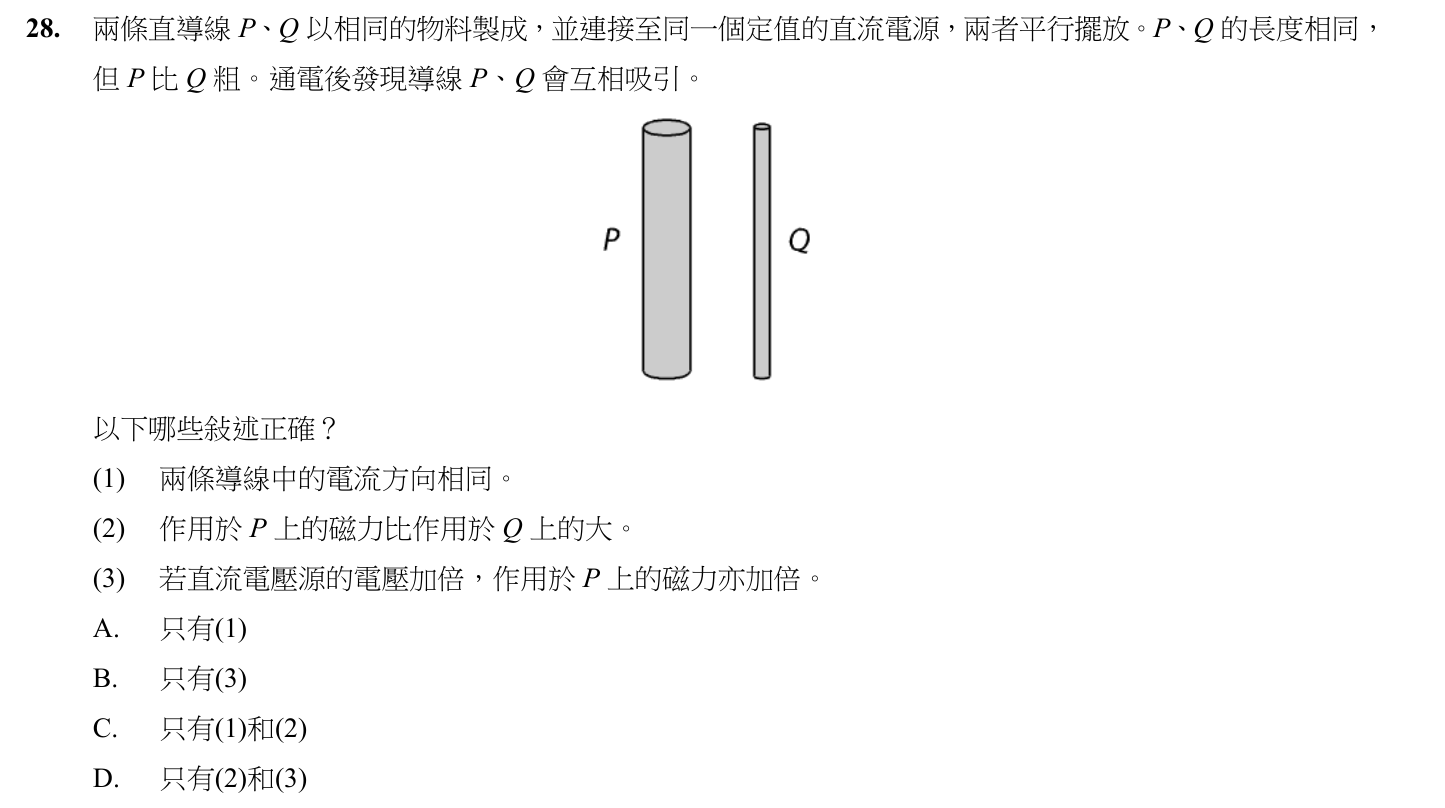 28. 兩條直導線 P、Q 以相同的物料製成，並連接至同一個定值的直流電源，兩者平行擺放。P、Q 的長度相同，
但 P 比 Q 粗。通電後發現導線 P、Q 會互相吸引。
P
Q
以下哪些敍述正確？
(1) 兩條導線中的電流方向相同。
(2) 作用於 P 上的磁力比作用於 Q 上的大。
(3) 若直流電壓源的電壓加倍，作用於 P 上的磁力亦加倍。
A. 只有(1)
B. 只有(3)
C. 只有(1)和(2)
D. 只有(2)和(3)